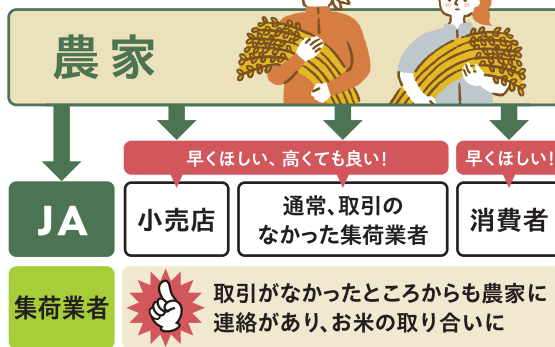 農家
早くほしい、高くても良い!
早くほしい!
JA
小売店
通常、取引の
なかった集荷業者
消費者
集荷業者
取引がなかったところからも農家に
連絡があり、お米の取り合いに